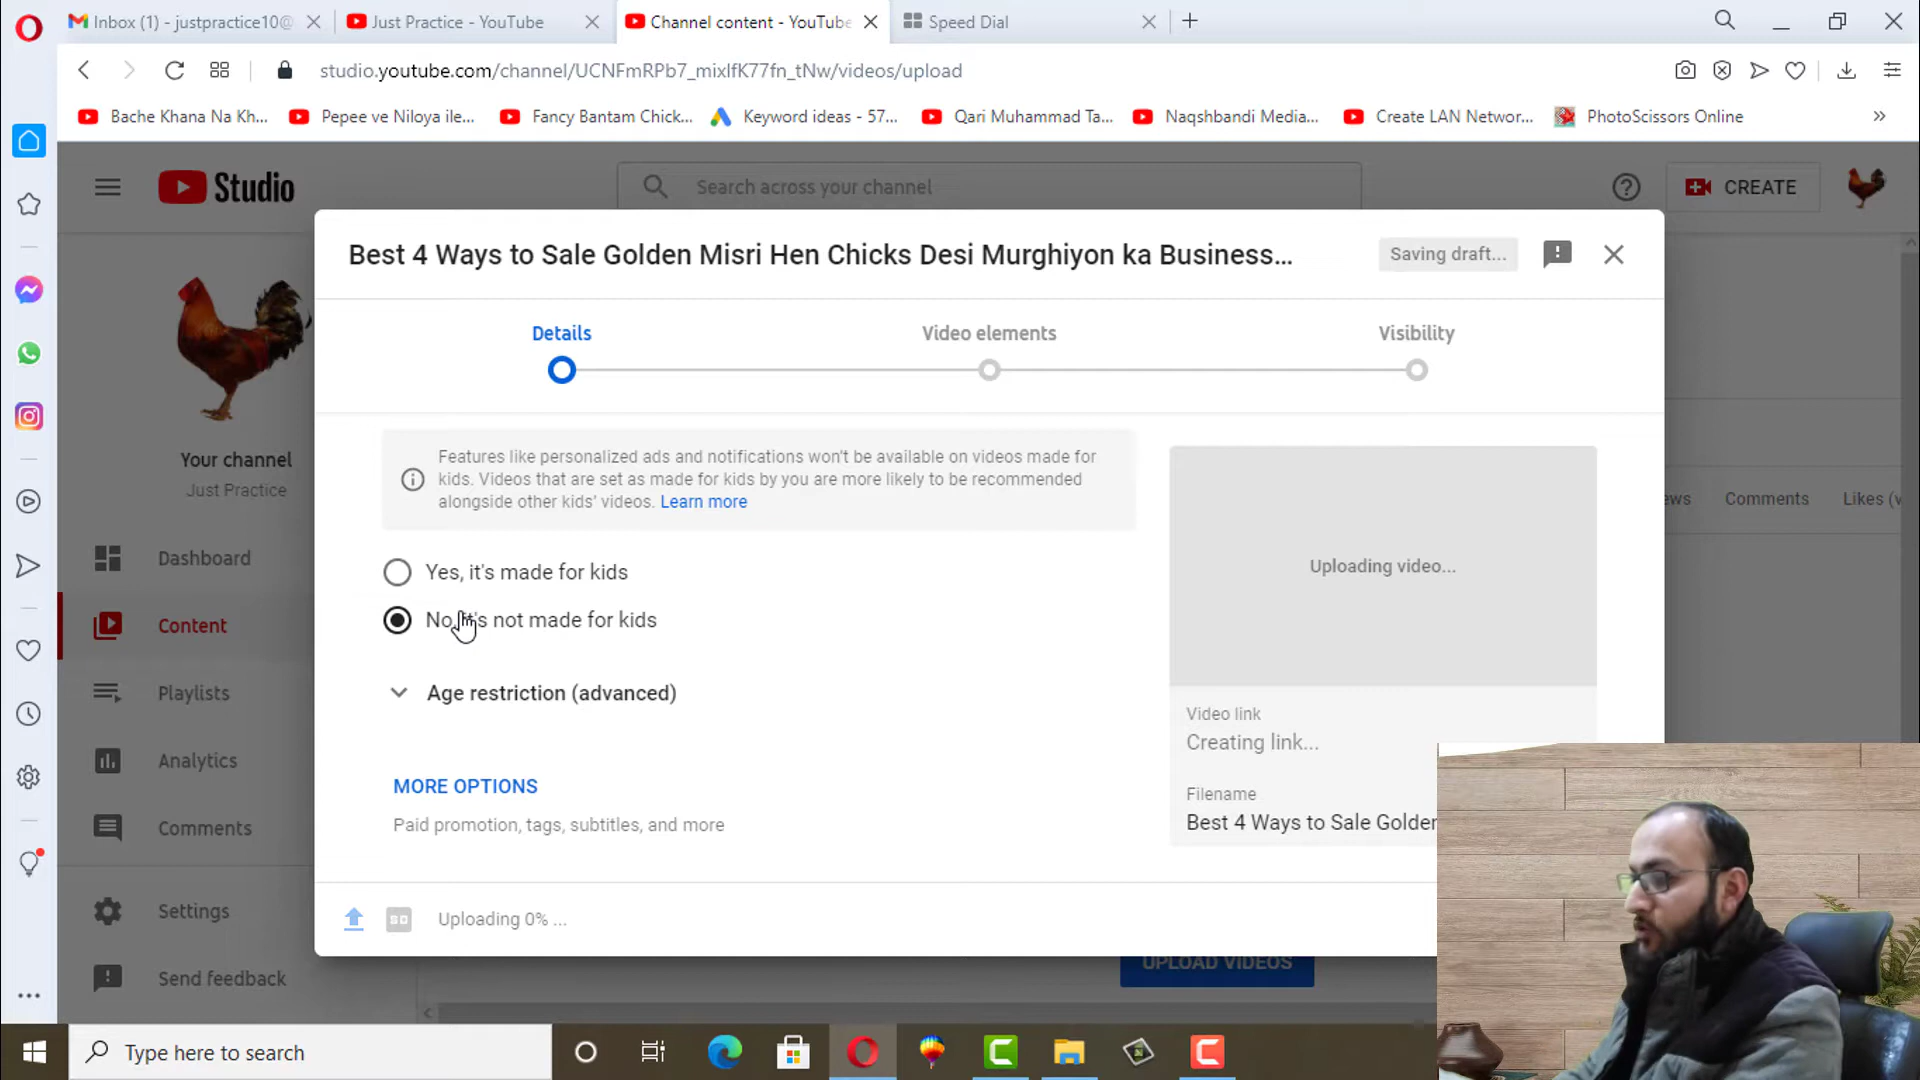 Inbox (1) - justpractice10@
Just Practice - YouTube
Channel content - YouTube
Speed Dial
studio.youtube.com/channel/UCNFmRPb7_mixlfK77fn_tNw/videos/upload
Bache Khana Na Kh...
Pepee ve Niloya ile...
Fancy Bantam Chick...
Keyword ideas - 57...
Qari Muhammad Ta...
Naqshbandi Media...
Create LAN Networ...
PhotoScissors Online
Studio
Search across your channel
CREATE
Best 4 Ways to Sale Golden Misri Hen Chicks Desi Murghiyon ka Business...
Saving draft...
Details
Video elements
Visibility
Features like personalized ads and notifications won't be available on videos made for
kids. Videos that are set as made for kids by you are more likely to be recommended
alongside other kids' videos. Learn more
Yes, it's made for kids
No, it's not made for kids
Age restriction (advanced)
MORE OPTIONS
Paid promotion, tags, subtitles, and more
Uploading video...
Video link
Creating link...
Filename
Best 4 Ways to Sale Golden
SD
Uploading 0% ...
Your channel
Just Practice
Dashboard
Content
Playlists
Analytics
Comments
Settings
Send feedback
Comments
Likes (v
UPLOAD VIDEOS
Type here to search